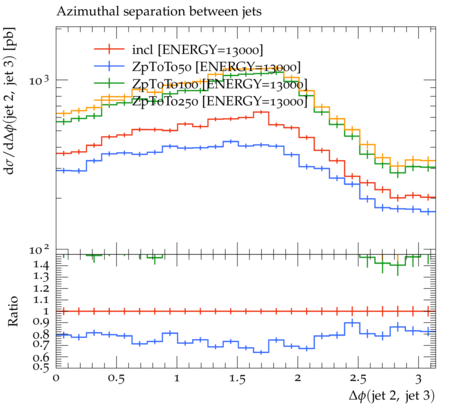 Azimuthal separation between jets
dσ/dΔϕ(jet 2, jet 3) [pb]
incl [ENERGY=13000]
ZpToTo50 [ENERGY=13000]
ZpToTo100 [ENERGY=13000]
ZpToTo250 [ENERGY=13000]
10³
10²
Ratio
1.4
1.3
1.2
1.1
1
0.9
0.8
0.7
0.6
0.5
0 0.5 1 1.5 2 2.5 3
Δϕ(jet 2, jet 3)